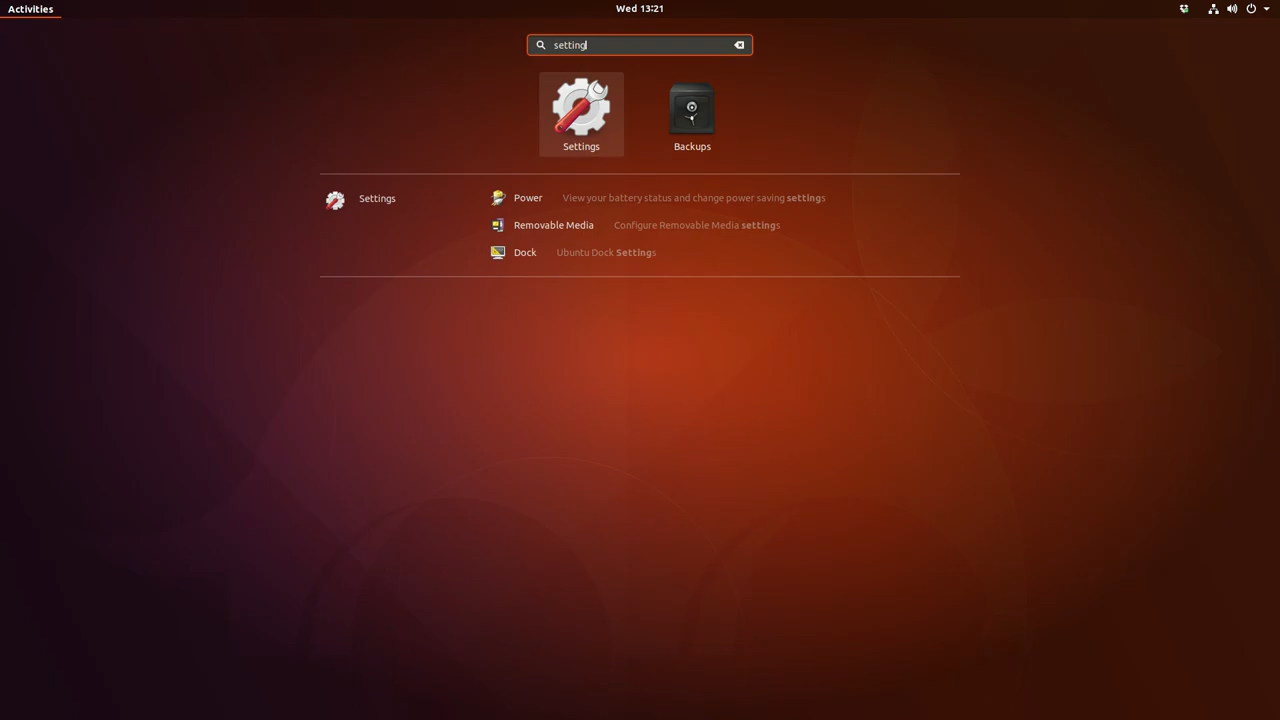 Activities
Wed 13:21
setting
Settings
Backups
Settings
Power View your battery status and change power saving settings
Removable Media Configure Removable Media settings
Dock Ubuntu Dock Settings